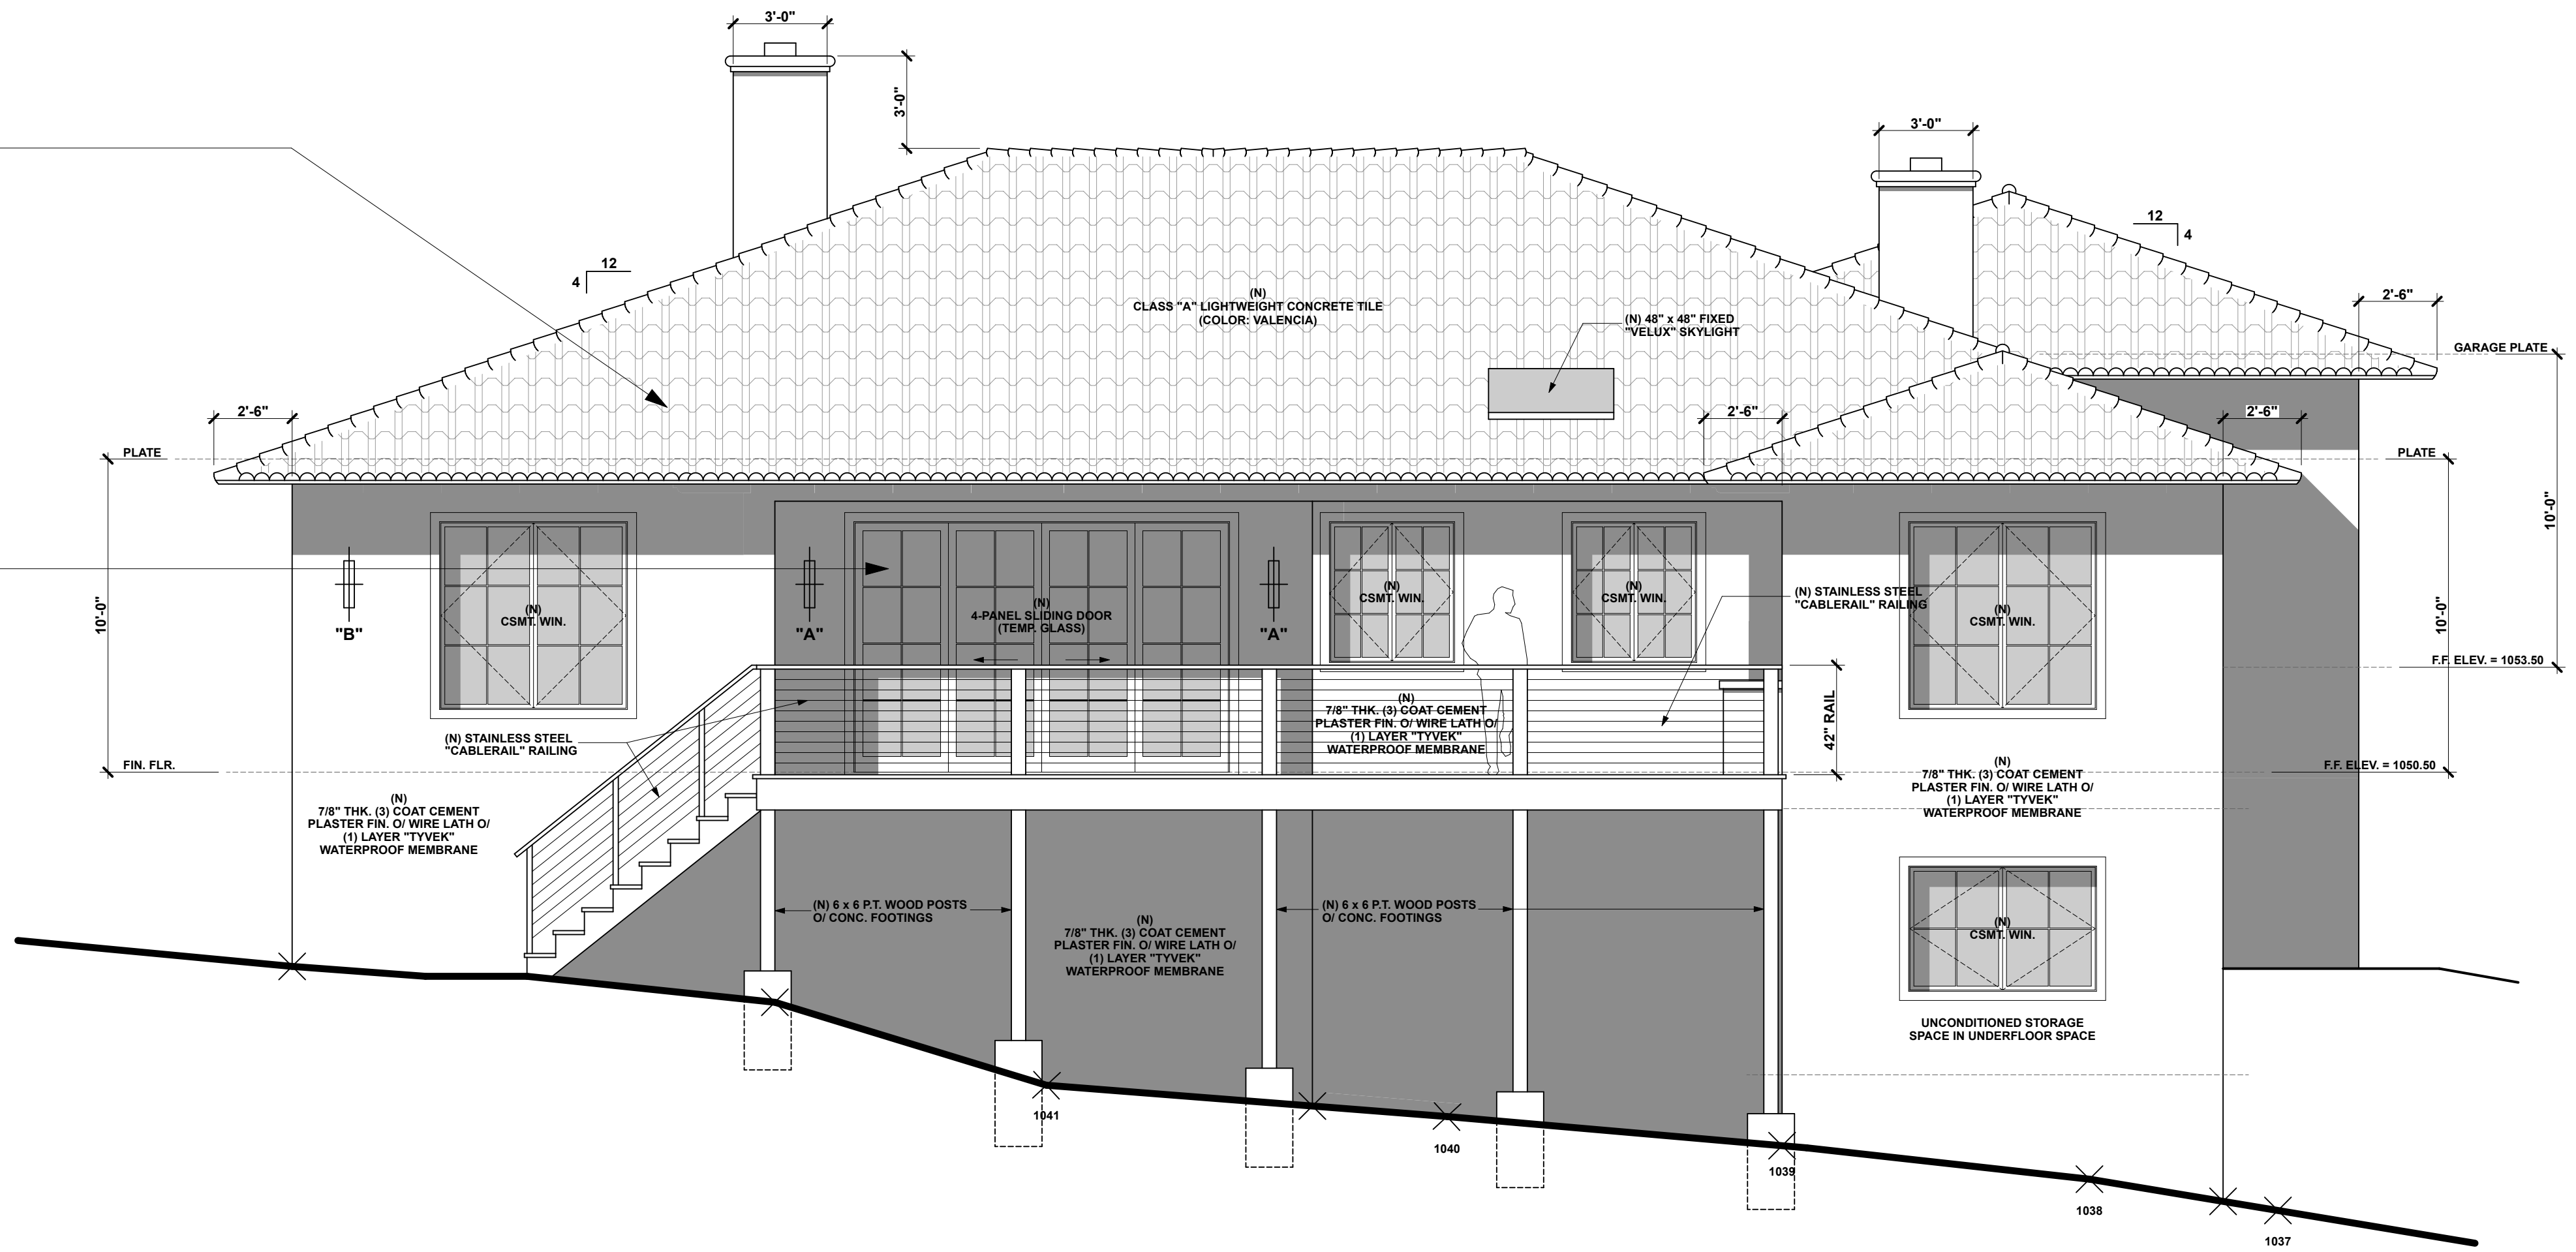 3'-0"
3'-0"
3'-0"
12
4
12
4
2'-6"
(N)
CLASS "A" LIGHTWEIGHT CONCRETE TILE
(COLOR: VALENCIA)
(N) 48" x 48" FIXED
"VELUX" SKYLIGHT
GARAGE PLATE
2'-6"
2'-6"
2'-6"
PLATE
PLATE
10'-0"
10'-0"
10'-0"
(N)
CSMT. WIN.
"B"
"A"
(N)
4-PANEL SLIDING DOOR
(TEMP. GLASS)
"A"
(N)
CSMT. WIN.
(N)
CSMT. WIN.
(N) STAINLESS STEEL
"CABLERAIL" RAILING
(N)
CSMT. WIN.
F.F. ELEV. = 1053.50
(N) STAINLESS STEEL
"CABLERAIL" RAILING
(N)
7/8" THK. (3) COAT CEMENT
PLASTER FIN. O/ WIRE LATH O/
(1) LAYER "TYVEK"
WATERPROOF MEMBRANE
42" RAIL
FIN. FLR.
F.F. ELEV. = 1050.50
(N)
7/8" THK. (3) COAT CEMENT
PLASTER FIN. O/ WIRE LATH O/
(1) LAYER "TYVEK"
WATERPROOF MEMBRANE
(N)
7/8" THK. (3) COAT CEMENT
PLASTER FIN. O/ WIRE LATH O/
(1) LAYER "TYVEK"
WATERPROOF MEMBRANE
(N) 6 x 6 P.T. WOOD POSTS
O/ CONC. FOOTINGS
(N) 6 x 6 P.T. WOOD POSTS
O/ CONC. FOOTINGS
(N)
7/8" THK. (3) COAT CEMENT
PLASTER FIN. O/ WIRE LATH O/
(1) LAYER "TYVEK"
WATERPROOF MEMBRANE
(N)
CSMT. WIN.
UNCONDITIONED STORAGE
SPACE IN UNDERFLOOR SPACE
1041
1040
1039
1038
1037